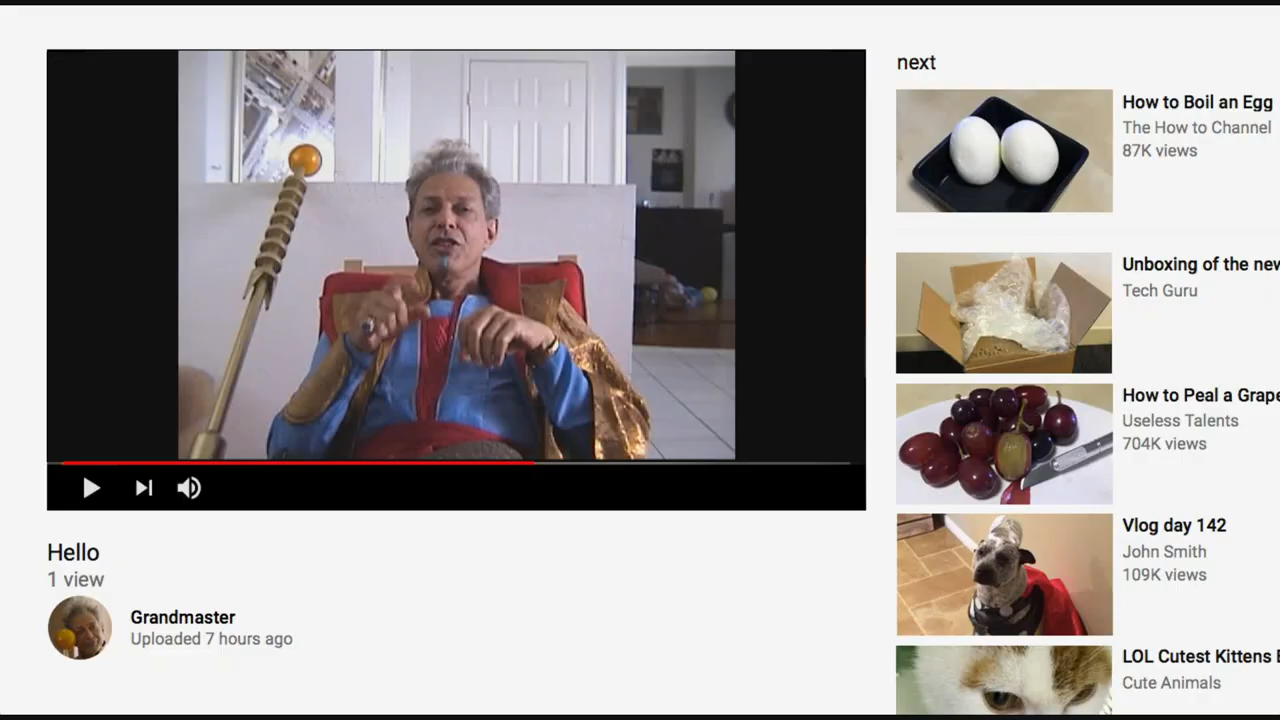 next
How to Boil an Egg
The How to Channel
87K views
Unboxing of the new
Tech Guru
How to Peal a Grape
Useless Talents
704K views
Vlog day 142
John Smith
109K views
LOL Cutest Kittens
Cute Animals
Hello
1 view
Grandmaster
Uploaded 7 hours ago